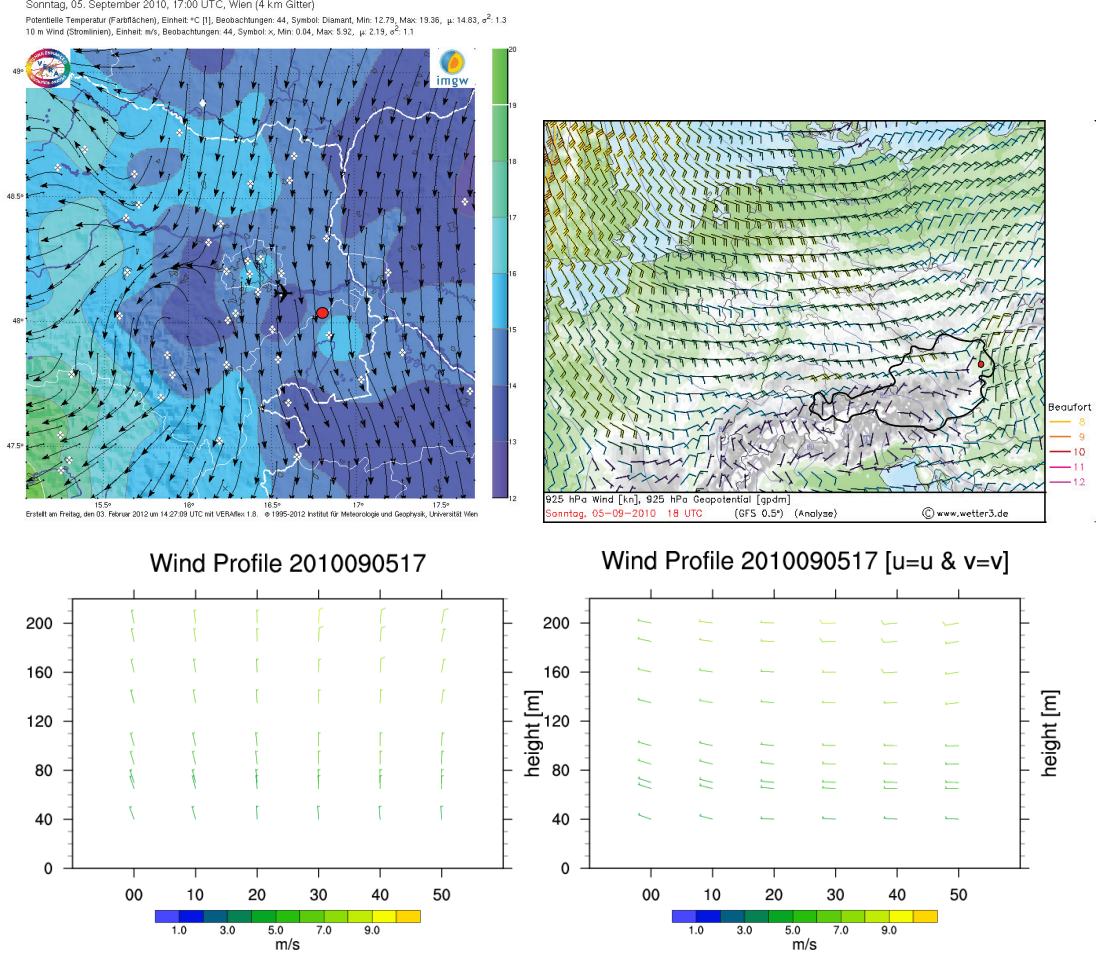 Sonntag, 05. September 2010, 17:00 UTC, Wien (4 km Gitter)
Potentielle Temperatur (Farbflächen), Einheit: °C [1], Beobachtungen: 44, Symbol: Diamant, Min: 12.79, Max: 19.36, μ: 14.83, σ²: 1.3
10 m Wind (Stromlinien), Einheit: m/s, Beobachtungen: 44, Symbol: ×, Min: 0.04, Max: 5.92, μ: 2.19, σ²: 1.1
VERA
imgw
49°
48.5°
48°
47.5°
15.5°
16°
16.5°
17°
17.5°
20
19
18
17
16
15
14
13
12
Erstellt am Freitag, den 03. Februar 2012 um 14:27:09 UTC mit VERAflex 1.8. © 1995-2012 Institut für Meteorologie und Geophysik, Universität Wien
Beaufort
8
9
10
11
12
925 hPa Wind [kn], 925 hPa Geopotential [gpdm]
Sonntag, 05-09-2010 18 UTC (GFS 0.5°) (Analyse) © www.wetter3.de
Wind Profile 2010090517
200
160
120
80
40
0
00 10 20 30 40 50
height [m]
1.0 3.0 5.0 7.0 9.0
m/s
Wind Profile 2010090517 [u=u & v=v]
200
160
120
80
40
0
00 10 20 30 40 50
height [m]
1.0 3.0 5.0 7.0 9.0
m/s